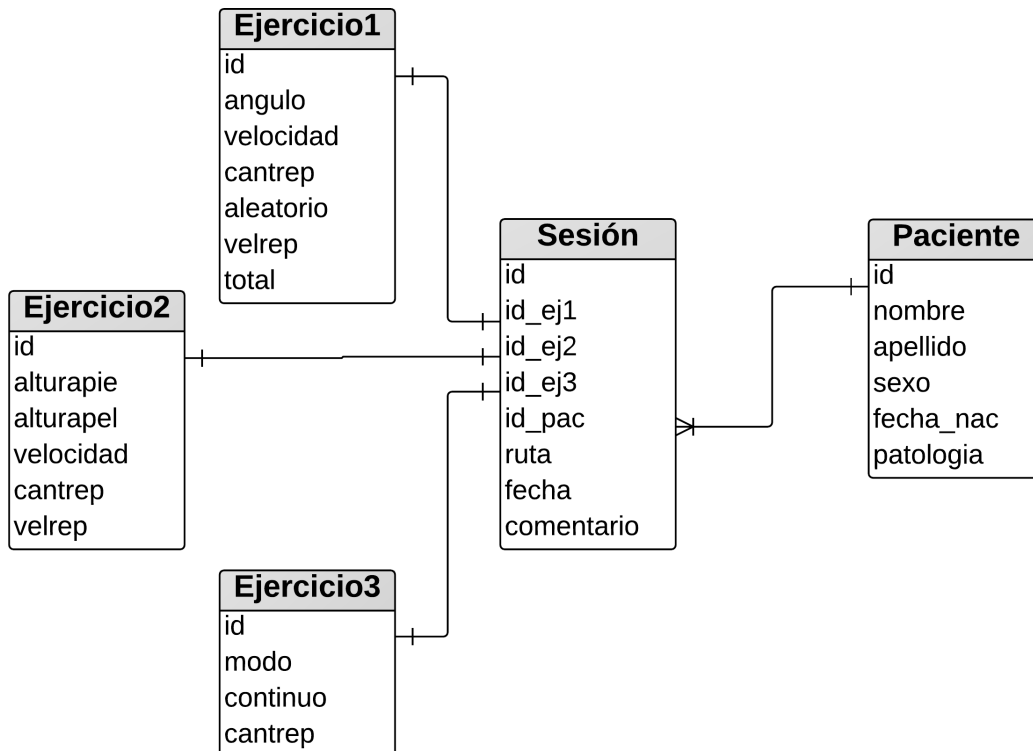 Ejercicio1
id
angulo
velocidad
cantrep
aleatorio
velrep
total
Ejercicio2
id
alturapie
alturapel
velocidad
cantrep
velrep
Ejercicio3
id
modo
continuo
cantrep
Sesión
id
id_ej1
id_ej2
id_ej3
id_pac
ruta
fecha
comentario
Paciente
id
nombre
apellido
sexo
fecha_nac
patologia